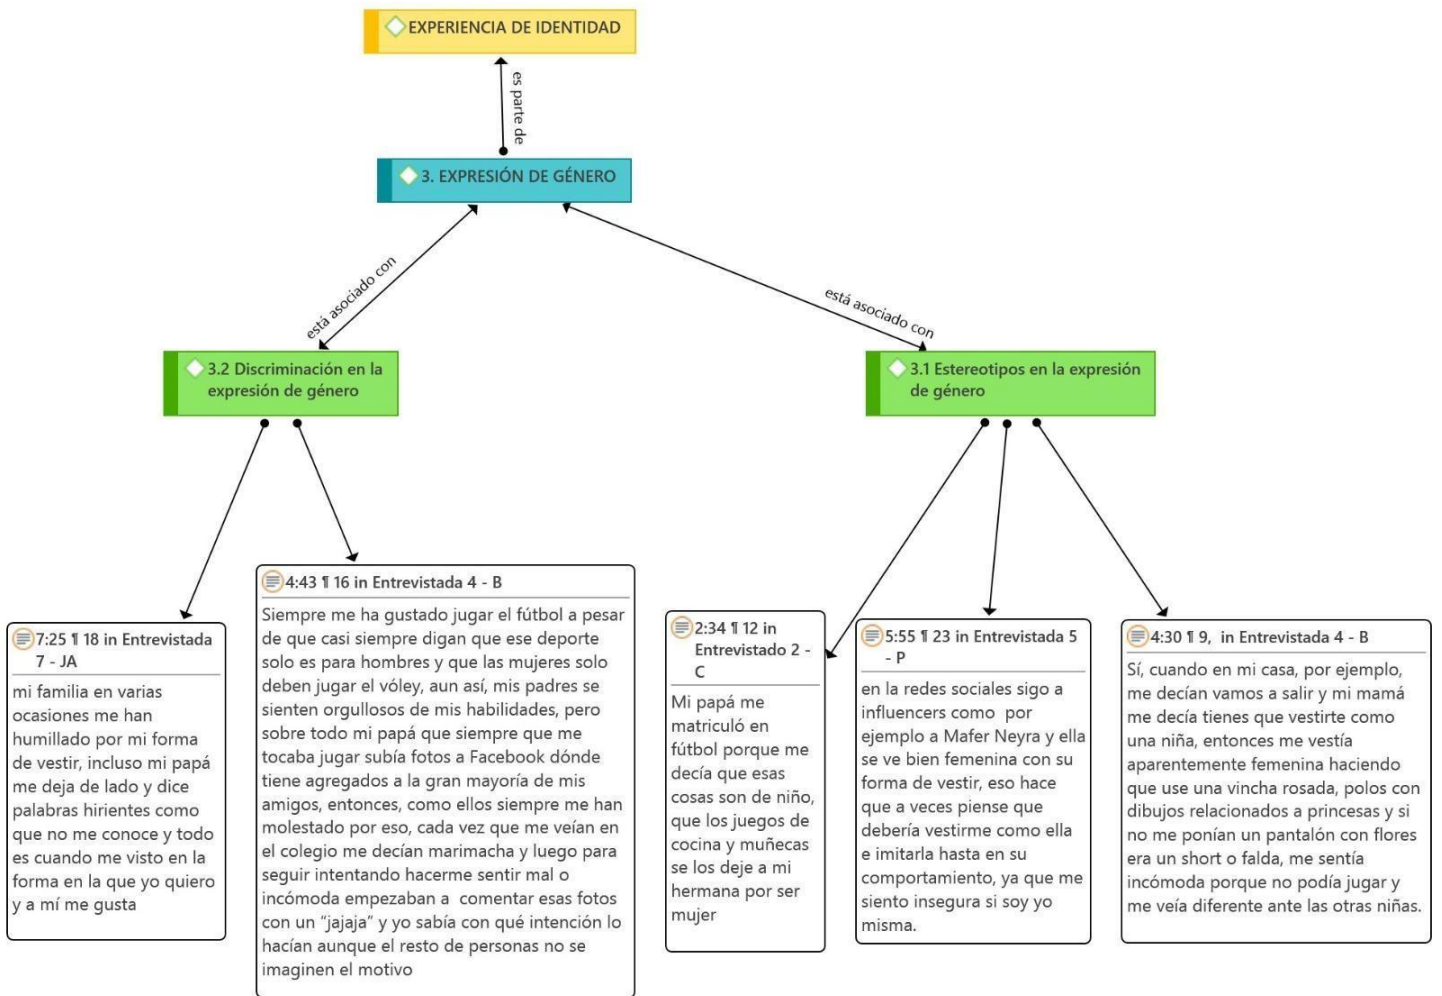 EXPERIENCIA DE IDENTIDAD
es parte de
3. EXPRESIÓN DE GÉNERO
está asociado con
está asociado con
3.2 Discriminación en la
expresión de género
3.1 Estereotipos en la expresión
de género
7:25 ¶ 18 in Entrevistada
7 - JA
mi familia en varias
ocasiones me han
humillado por mi forma
de vestir, incluso mi papá
me deja de lado y dice
palabras hirientes como
que no me conoce y todo
es cuando me visto en la
forma en la que yo quiero
y a mí me gusta
4:43 ¶ 16 in Entrevistada 4 - B
Siempre me ha gustado jugar el fútbol a pesar
de que casi siempre digan que ese deporte
solo es para hombres y que las mujeres solo
deben jugar el vóley, aun así, mis padres se
sienten orgullosos de mis habilidades, pero
sobre todo mi papá que siempre que me
tocaba jugar subía fotos a Facebook dónde
tiene agregados a la gran mayoría de mis
amigos, entonces, como ellos siempre me han
molestado por eso, cada vez que me veían en
el colegio me decían marimacha y luego para
seguir intentando hacerme sentir mal o
incómoda empezaban a  comentar esas fotos
con un “jajaja” y yo sabía con qué intención lo
hacían aunque el resto de personas no se
imaginen el motivo
2:34 ¶ 12 in
Entrevistado 2 -
C
Mi papá me
matriculó en
fútbol porque me
decía que esas
cosas son de niño,
que los juegos de
cocina y muñecas
se los deje a mi
hermana por ser
mujer
5:55 ¶ 23 in Entrevistada 5
- P
en la redes sociales sigo a
influencers como  por
ejemplo a Mafer Neyra y ella
se ve bien femenina con su
forma de vestir, eso hace
que a veces piense que
debería vestirme como ella
e imitarla hasta en su
comportamiento, ya que me
siento insegura si soy yo
misma.
4:30 ¶ 9,  in Entrevistada 4 - B
Sí, cuando en mi casa, por ejemplo,
me decían vamos a salir y mi mamá
me decía tienes que vestirte como
una niña, entonces me vestía
aparentemente femenina haciendo
que use una vincha rosada, polos con
dibujos relacionados a princesas y si
no me ponían un pantalón con flores
era un short o falda, me sentía
incómoda porque no podía jugar y
me veía diferente ante las otras niñas.